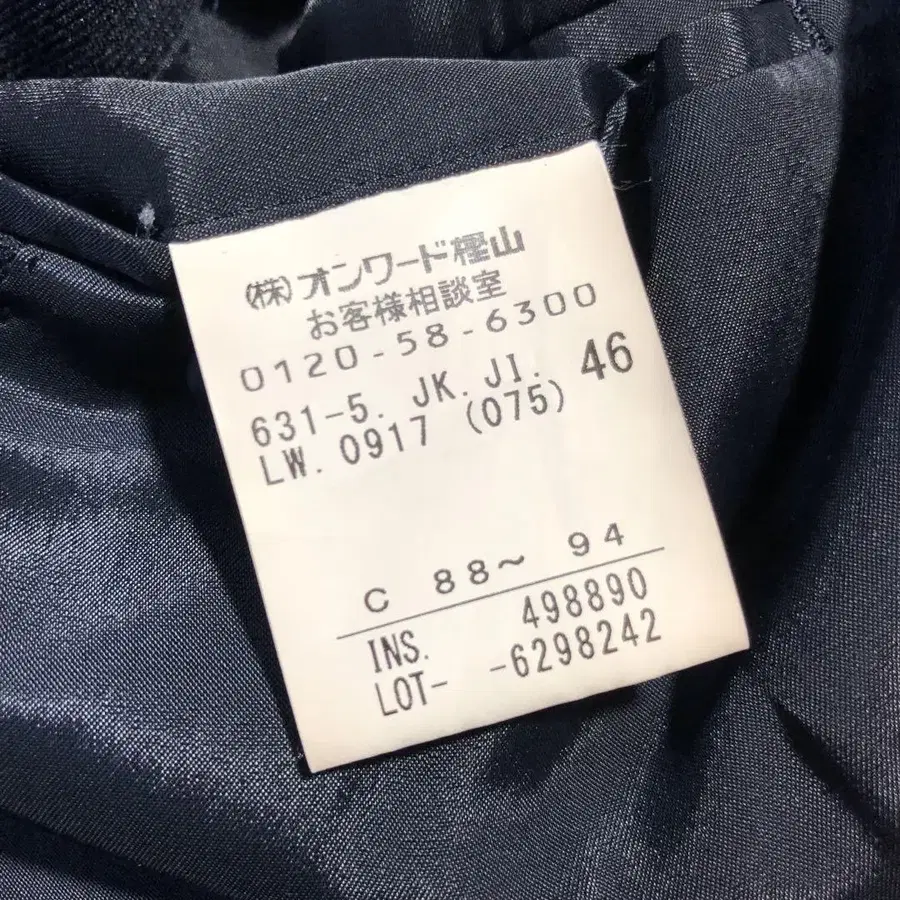 (株)オンワード樫山
お客様相談室
0120-58-6300
631-5. JK.JI. 46
LW. 0917 (075)
C 88~ 94
INS. 498890
LOT- -6298242